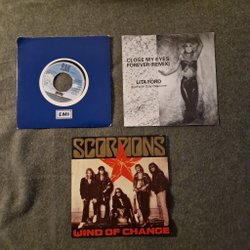 EMI
CLOSE MY EYES
FOREVER (REMIX)
LITA FORD
SCORPIONS
WIND OF CHANGE